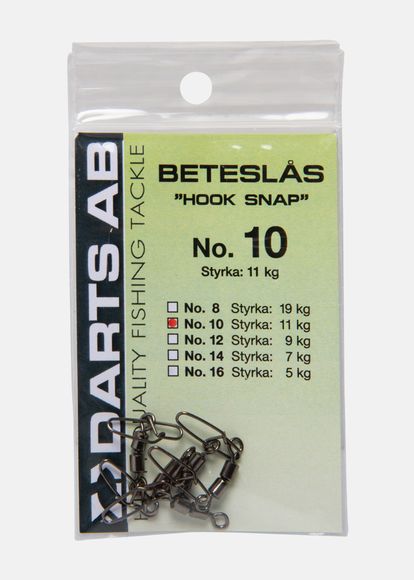 DARTS AB
QUALITY FISHING TACKLE
BETESLÅS
"HOOK SNAP"
No. 10
Styrka: 11 kg
No. 8 Styrka: 19 kg
No. 10 Styrka: 11 kg
No. 12 Styrka: 9 kg
No. 14 Styrka: 7 kg
No. 16 Styrka: 5 kg